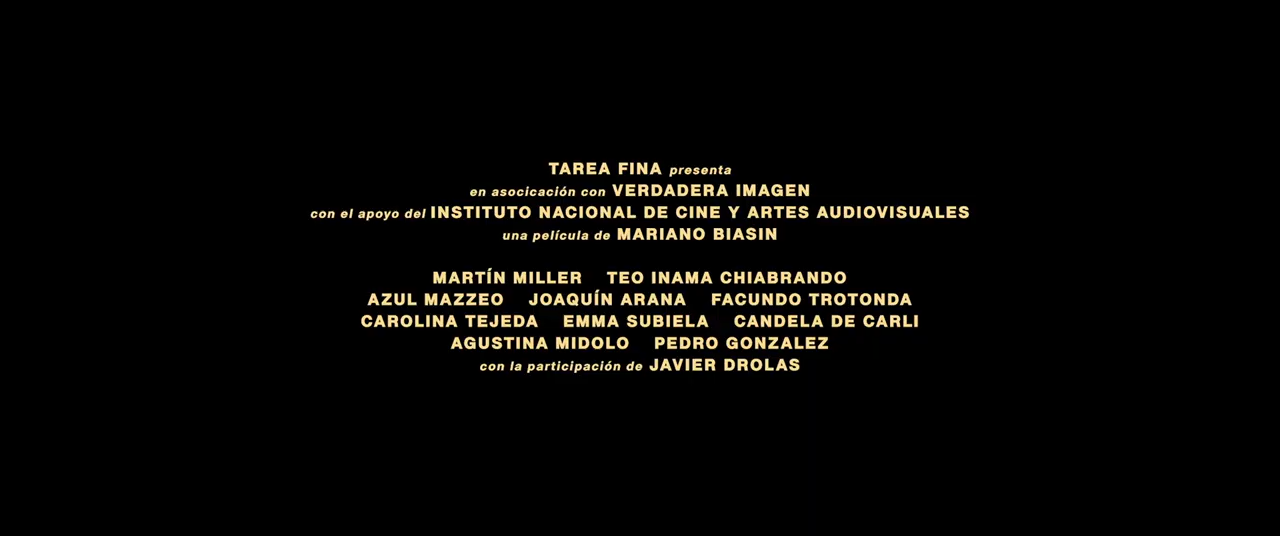 TAREA FINA presenta
en asocicación con VERDADERA IMAGEN
con el apoyo del INSTITUTO NACIONAL DE CINE Y ARTES AUDIOVISUALES
una película de MARIANO BIASIN
MARTÍN MILLER TEO INAMA CHIABRANDO
AZUL MAZZEO JOAQUÍN ARANA FACUNDO TROTONDA
CAROLINA TEJEDA EMMA SUBIELA CANDELA DE CARLI
AGUSTINA MIDOLO PEDRO GONZALEZ
con la participación de JAVIER DROLAS